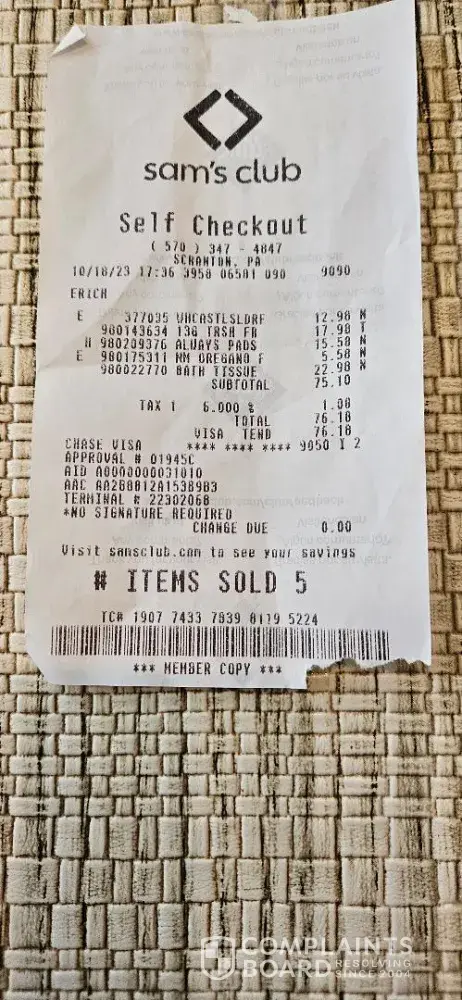 sam's club
Self Checkout
( 570 ) 347 - 4847
SCRANTON, PA
10/18/23 17:36 3958 06501 090 9090
ERICH
E 377035 WHCASTLSLDRF 12.98 N
980143634 13G TRSH FR 17.98 T
H 980209376 ALWAYS PADS 15.58 N
E 980175311 MM OREGANO F 5.58 N
980022770 BATH TISSUE 22.98 N
SUBTOTAL 75.10
TAX 1 6.000 % 1.08
TOTAL 76.18
VISA TEND 76.18
CHASE VISA **** **** **** 9050 I 2
APPROVAL # 01945C
AID A0000000031010
AAC AA288812A15389B3
TERMINAL # 22302068
*NO SIGNATURE REQUIRED
CHANGE DUE 0.00
Visit samsclub.com to see your savings
# ITEMS SOLD 5
TC# 1907 7433 7839 8119 5224
*** MEMBER COPY ***
COMPLAINTS
BOARD RESOLVING
SINCE 2004